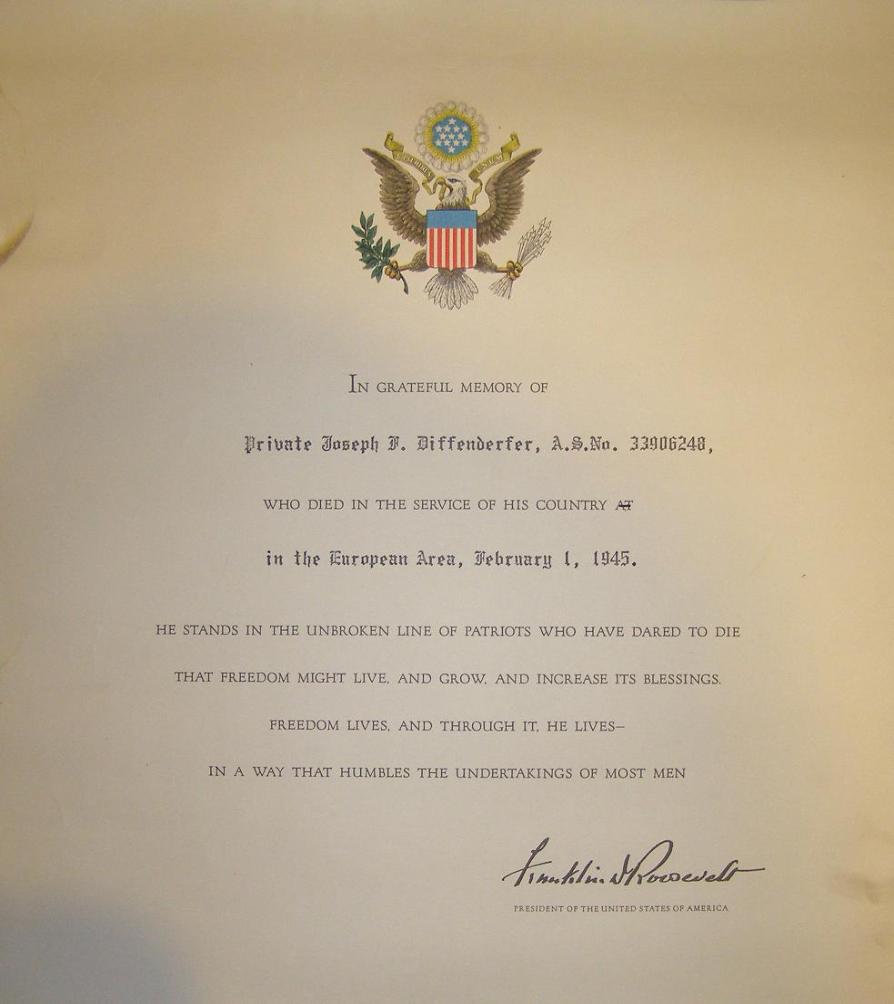 IN GRATEFUL MEMORY OF
Private Joseph F. Diffenderfer, A.S.No. 33906248,
WHO DIED IN THE SERVICE OF HIS COUNTRY AT
in the European Area, February 1, 1945.
HE STANDS IN THE UNBROKEN LINE OF PATRIOTS WHO HAVE DARED TO DIE
THAT FREEDOM MIGHT LIVE, AND GROW, AND INCREASE ITS BLESSINGS.
FREEDOM LIVES, AND THROUGH IT, HE LIVES—
IN A WAY THAT HUMBLES THE UNDERTAKINGS OF MOST MEN
Franklin D Roosevelt
PRESIDENT OF THE UNITED STATES OF AMERICA